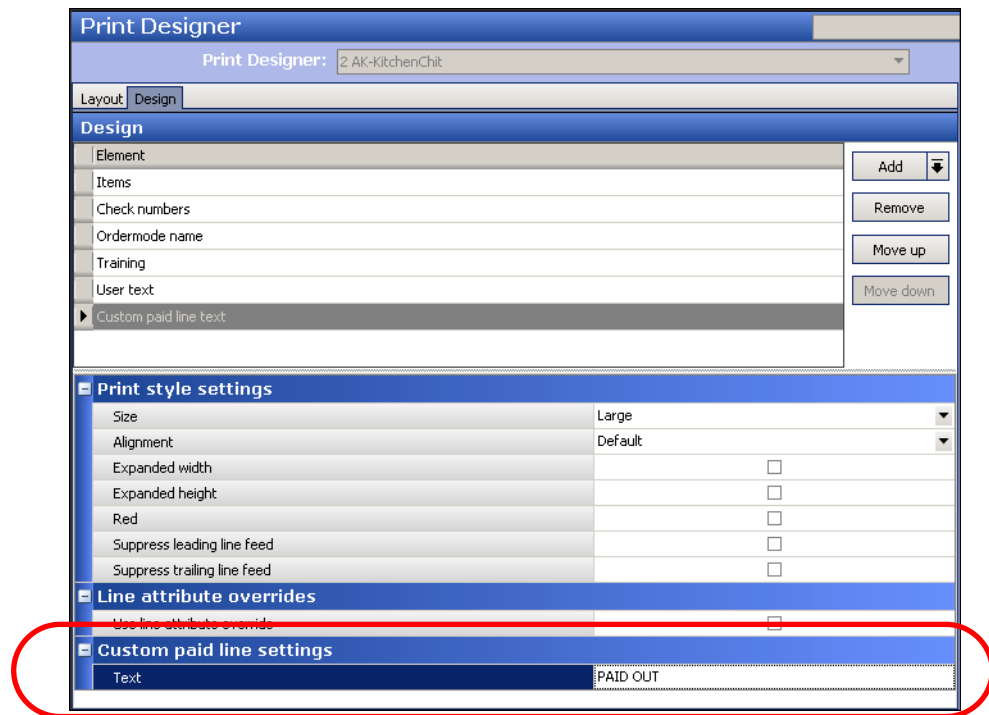 Print Designer
Print Designer: 2 AK-KitchenChit
Layout Design
Design
Element
Items
Check numbers
Ordermode name
Training
User text
Custom paid line text
Add
Remove
Move up
Move down
Print style settings
Size Large
Alignment Default
Expanded width
Expanded height
Red
Suppress leading line feed
Suppress trailing line feed
Line attribute overrides
Use line attribute override
Custom paid line settings
Text PAID OUT